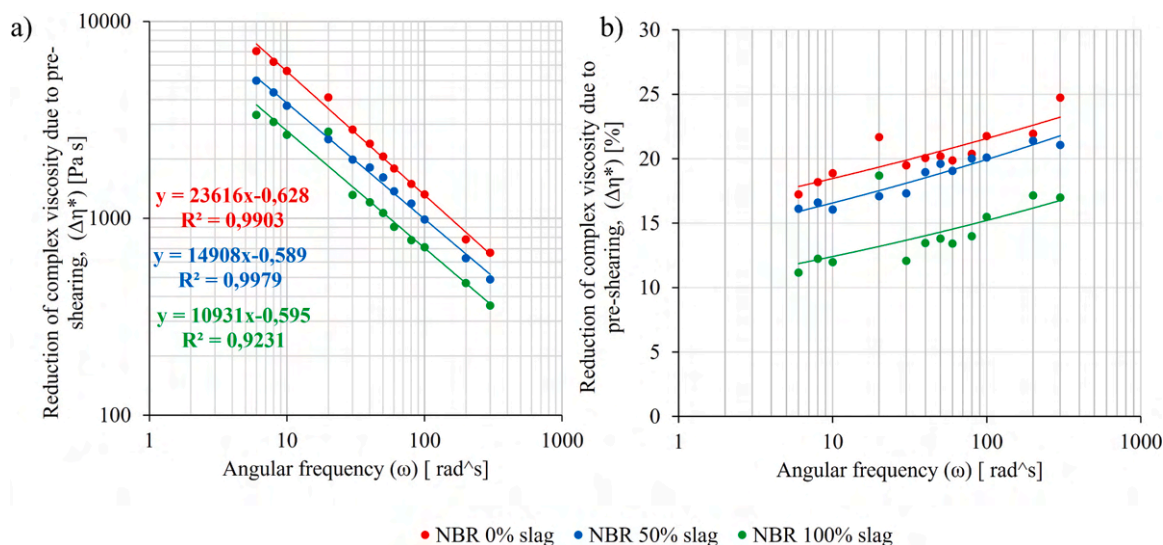 a)
Reduction of complex viscosity due to pre-
shearing, (Δη*) [Pa s]
10000
1000
100
y = 23616x-0,628
R² = 0,9903
y = 14908x-0,589
R² = 0,9979
y = 10931x-0,595
R² = 0,9231
1 10 100 1000
Angular frequency (ω) [ rad^s]
b)
Reduction of complex viscosity due to
pre-shearing, (Δη*) [%]
30
25
20
15
10
5
0
1 10 100 1000
Angular frequency (ω) [ rad^s]
NBR 0% slag NBR 50% slag NBR 100% slag